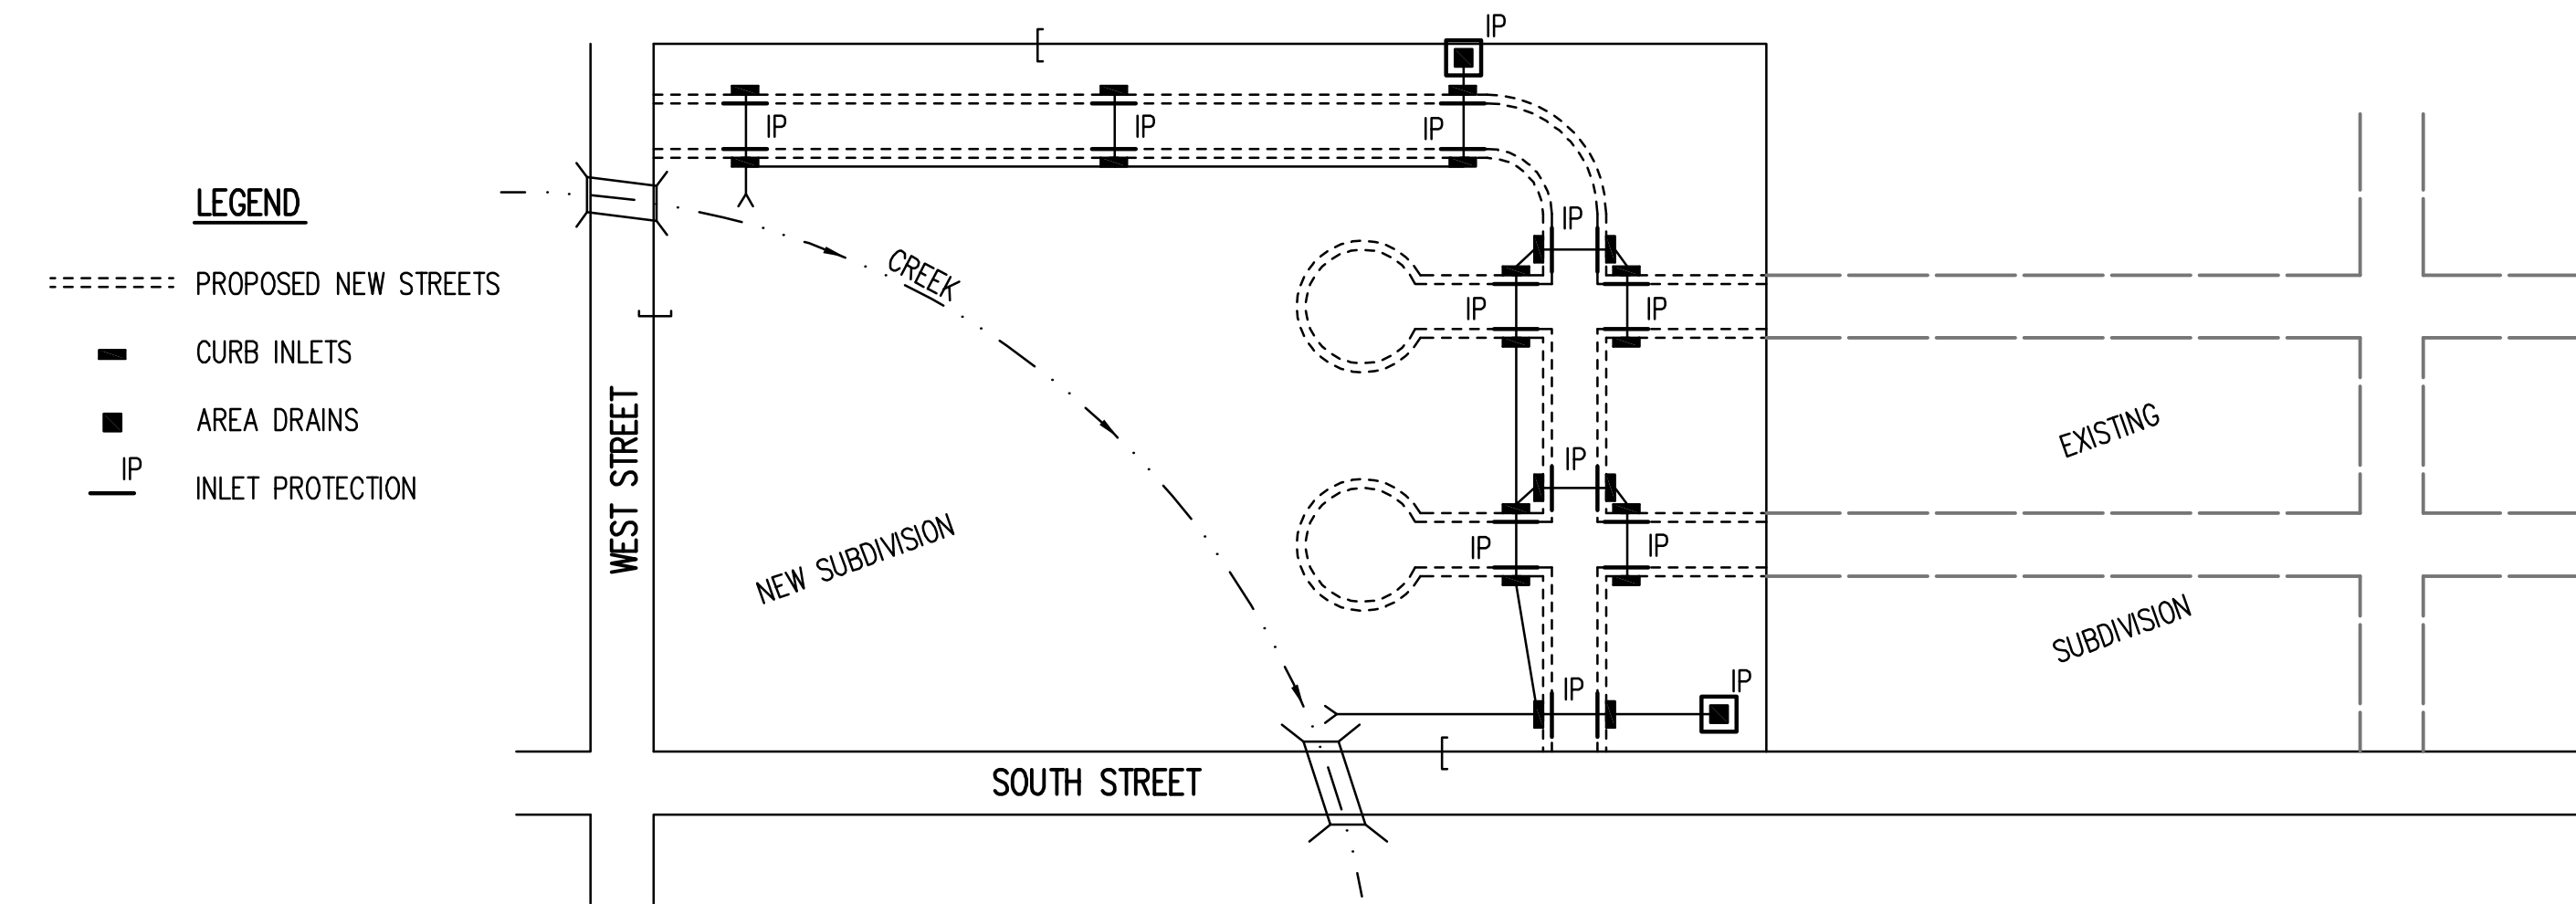 LEGEND
PROPOSED NEW STREETS
CURB INLETS
AREA DRAINS
IP
INLET PROTECTION
WEST STREET
SOUTH STREET
CREEK
NEW SUBDIVISION
IP
IP
IP
IP
IP
IP
IP
IP
IP
IP
IP
IP
EXISTING
SUBDIVISION